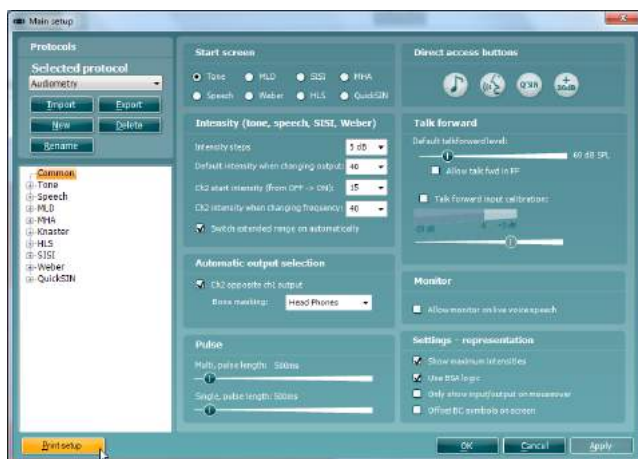 Main setup
Protocols
Selected protocol
Audiometry
Import Export
New Delete
Rename
Common
Tone
Speech
MLD
MHA
Knaster
HLS
SISI
Weber
QuickSIN
Print setup
Start screen
Tone MLD SISI MHA
Speech Weber HLS QuickSIN
Intensity (tone, speech, SISI, Weber)
Intensity steps 5 dB
Default intensity when changing output: 40
Ch2 start intensity (from OFF -> ON): 15
Ch2 intensity when changing frequency: 40
Switch extended range on automatically
Automatic output selection
Ch2 opposite ch1 output
Bone masking: Head Phones
Pulse
Multi, pulse length: 500ms
Single, pulse length: 500ms
Direct access buttons
QSIN
Talk forward
Default talkforward level:
60 dB SPL
Allow talk fwd in FF
Talk forward input calibration:
Monitor
Allow monitor on live voice speech
Settings - representation
Show maximum intensities
Use BSA logic
Only show input/output on mouseover
Offset BC symbols on screen
OK Cancel Apply